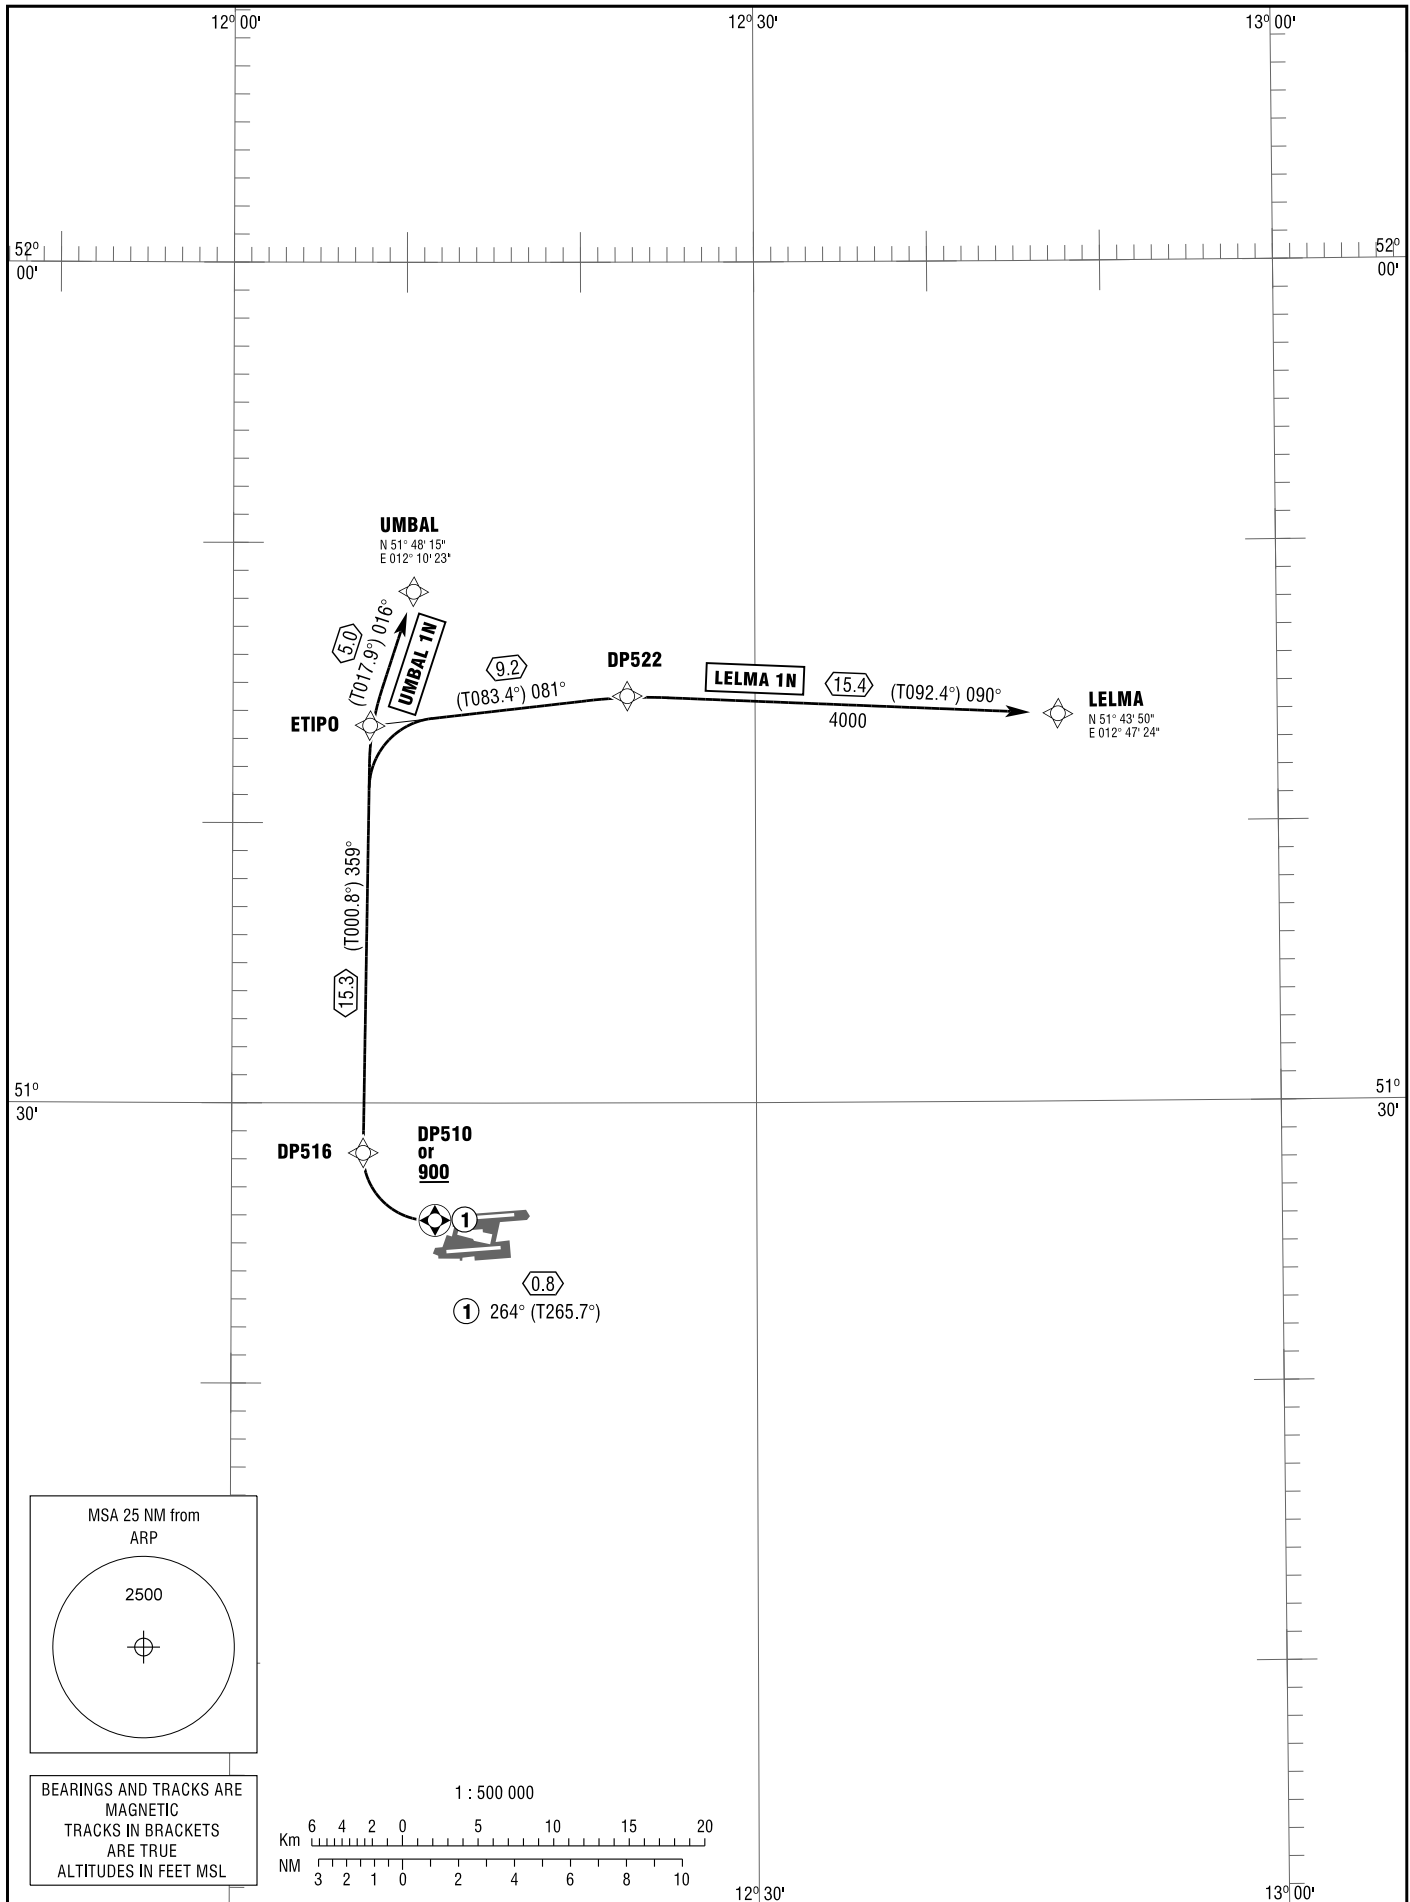 12° 00'
12° 30'
13° 00'
52°
00'
52°
00'
UMBAL
N 51° 48' 15"
E 012° 10' 23"
5.0
(T017.9°) 016°
UMBAL 1N
9.2
(T083.4°) 081°
DP522
LELMA 1N
15.4
(T092.4°) 090°
4000
LELMA
N 51° 43' 50"
E 012° 47' 24"
ETIPO
(T000.8°) 359°
15.3
51°
30'
51°
30'
DP516
DP510
or
900
1
0.8
1 264° (T265.7°)
MSA 25 NM from
ARP
2500
BEARINGS AND TRACKS ARE
MAGNETIC
TRACKS IN BRACKETS
ARE TRUE
ALTITUDES IN FEET MSL
1 : 500 000
Km 6 4 2 0 5 10 15 20
NM 3 2 1 0 2 4 6 8 10
12° 30'
13° 00'